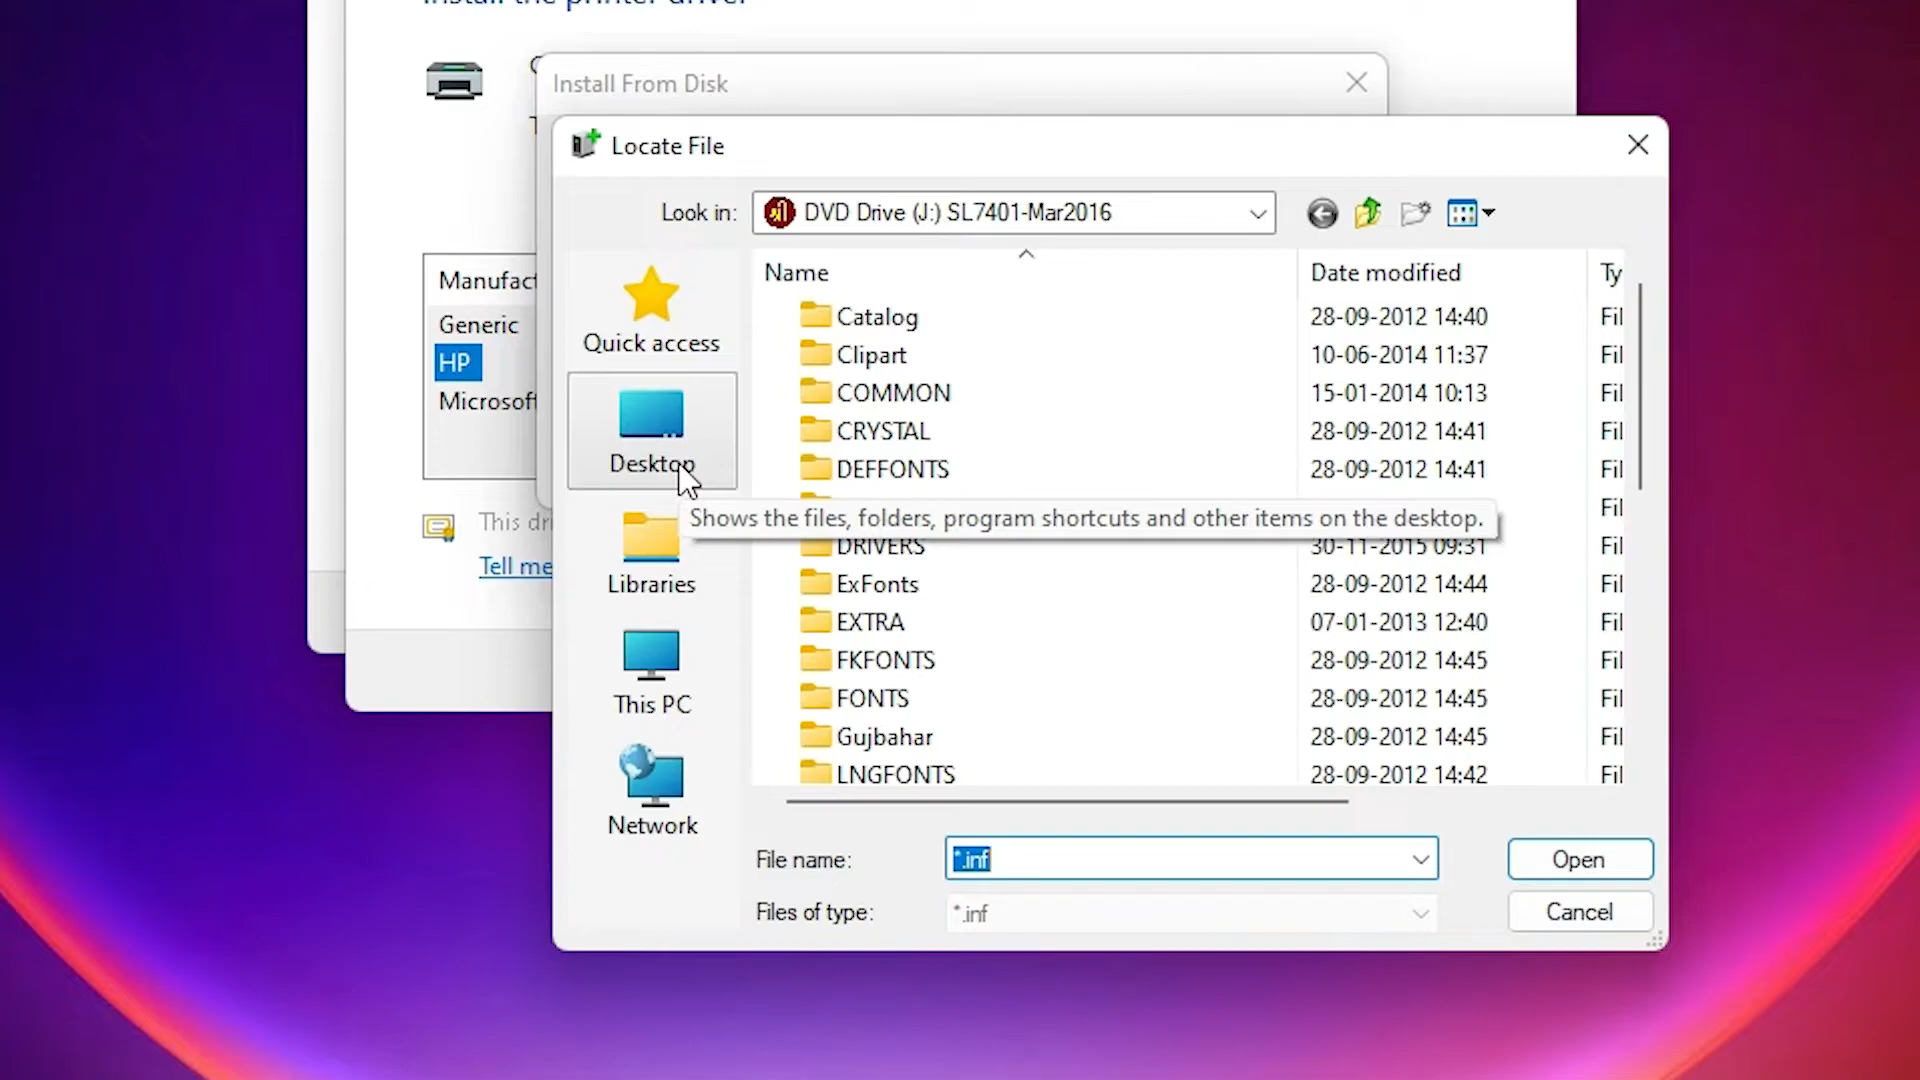 Install the printer driver
Install From Disk
Locate File
Look in:
DVD Drive (J:) SL7401-Mar2016
Manufact
Generic
HP
Microsoft
This dri
Tell me
Quick access
Desktop
Libraries
This PC
Network
Name Date modified Ty
Catalog 28-09-2012 14:40 Fil
Clipart 10-06-2014 11:37 Fil
COMMON 15-01-2014 10:13 Fil
CRYSTAL 28-09-2012 14:41 Fil
DEFFONTS 28-09-2012 14:41 Fil
Fil
Shows the files, folders, program shortcuts and other items on the desktop.
DRIVERS 30-11-2015 09:31 Fil
ExFonts 28-09-2012 14:44 Fil
EXTRA 07-01-2013 12:40 Fil
FKFONTS 28-09-2012 14:45 Fil
FONTS 28-09-2012 14:45 Fil
Gujbahar 28-09-2012 14:45 Fil
LNGFONTS 28-09-2012 14:42 Fil
File name: *.inf Open
Files of type: *.inf Cancel